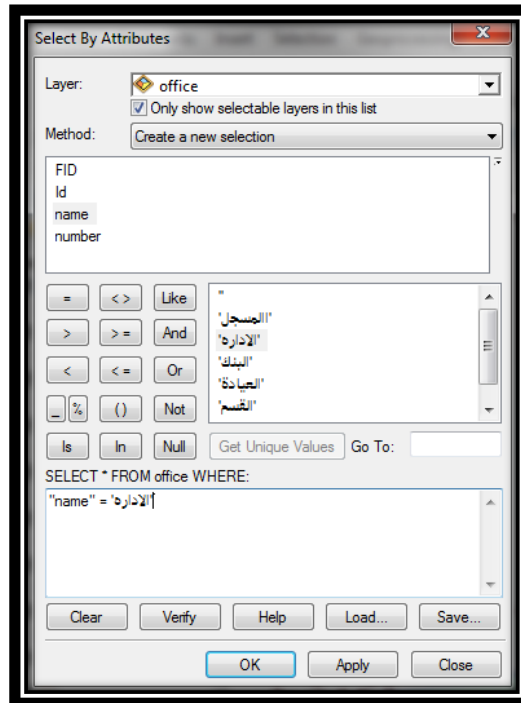 Select By Attributes
Layer: office
Only show selectable layers in this list
Method: Create a new selection
FID
Id
name
number
= < > Like
> > = And
< < = Or
_ % () Not
Is In Null
''
'االمسجل'
'الاداره'
'البنك'
'العيادة'
'القسم'
Get Unique Values Go To:
SELECT * FROM office WHERE:
"name" = 'الاداره'
Clear Verify Help Load... Save...
OK Apply Close